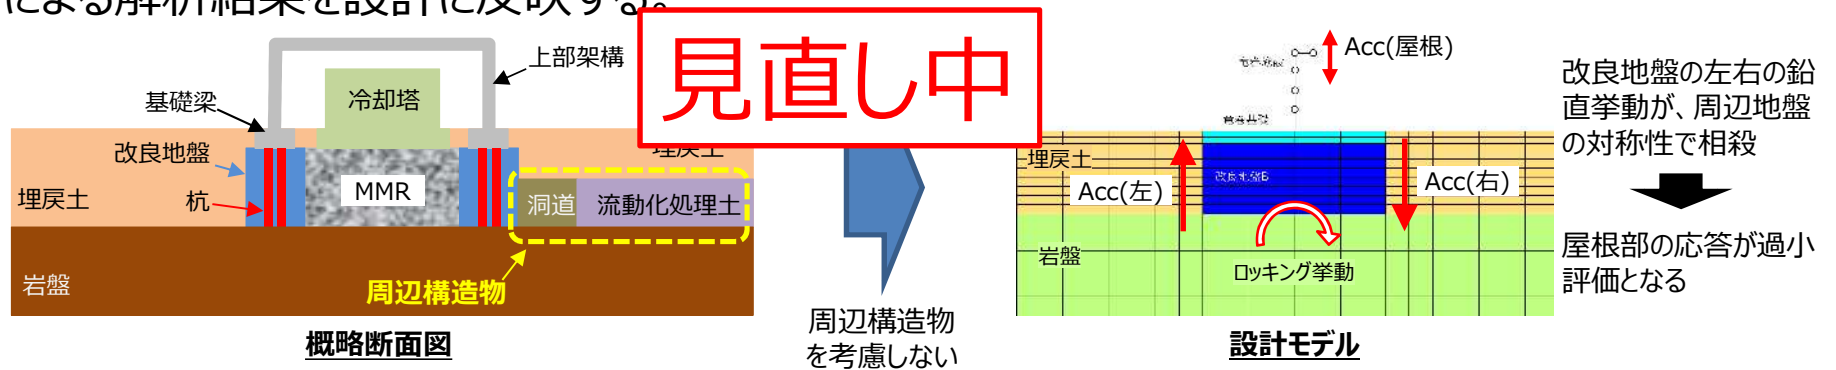 による解析結果を設計に反映する。
見直し中
上部架構
基礎梁
冷却塔
改良地盤
埋戻土
杭
MMR
埋戻土
洞道
流動化処理土
岩盤
周辺構造物
概略断面図
周辺構造物
を考慮しない
Acc(屋根)
埋戻土
改良地盤B
Acc(左)
Acc(右)
岩盤
ロッキング挙動
設計モデル
改良地盤の左右の鉛
直挙動が、周辺地盤
の対称性で相殺
屋根部の応答が過小
評価となる